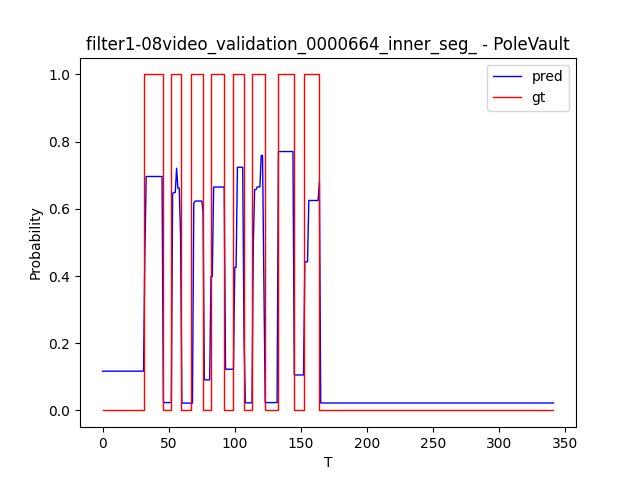 filter1-08video_validation_0000664_inner_seg_ - PoleVault
pred
gt
Probability
1.0
0.8
0.6
0.4
0.2
0.0
0 50 100 150 200 250 300 350
T